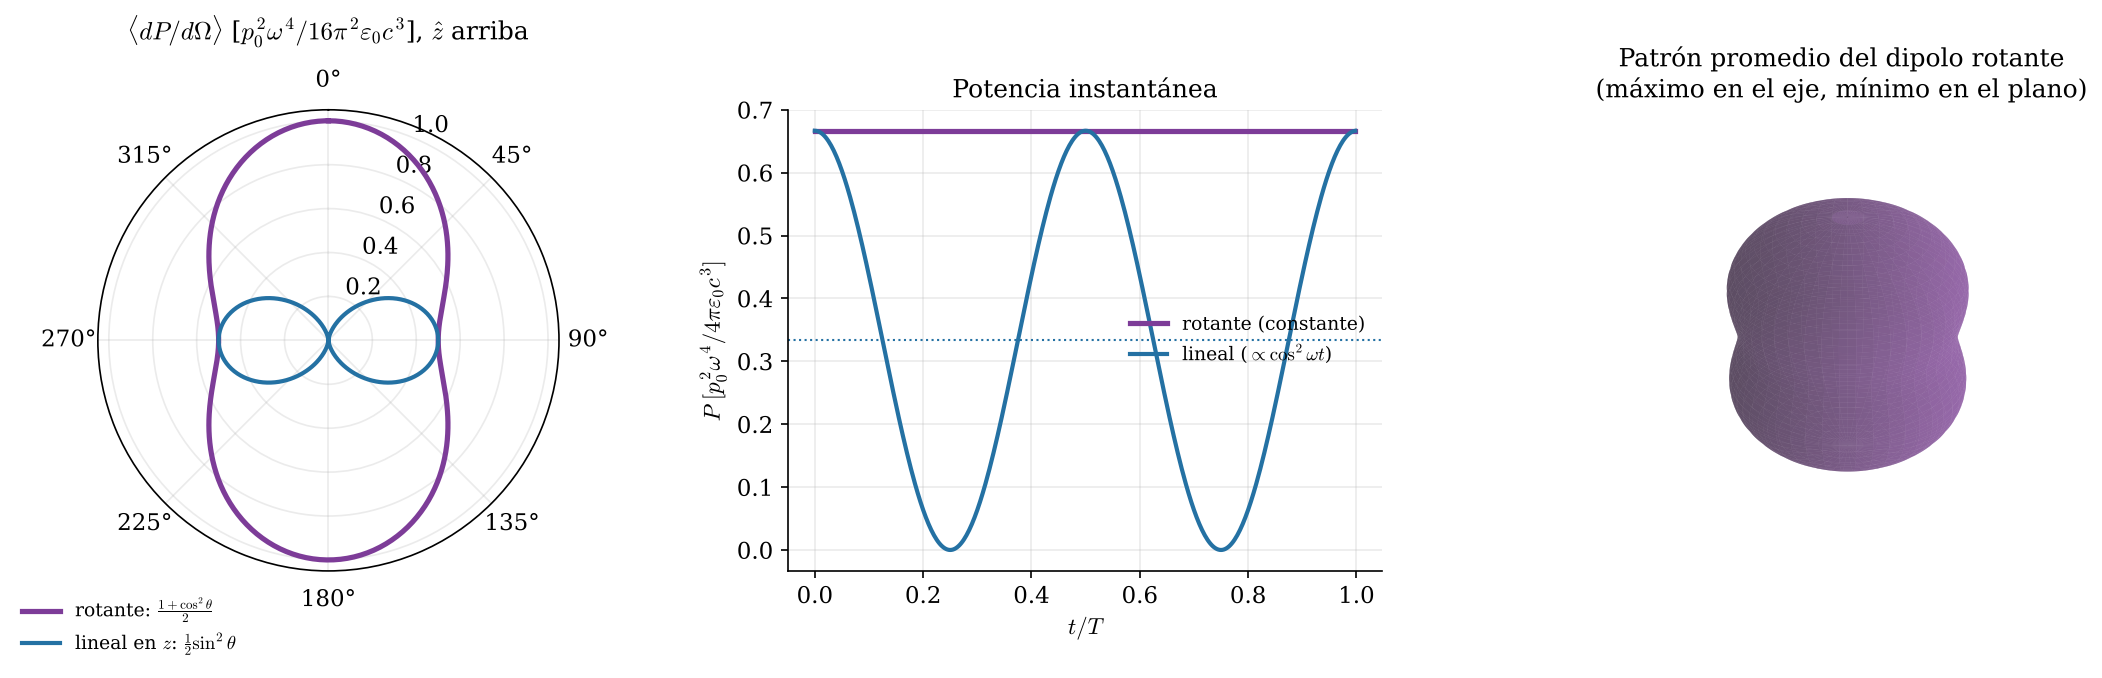 ⟨dP/dΩ⟩ [p₀²ω⁴/16π²ε₀c³], ẑ arriba
0°
45°
90°
135°
180°
225°
270°
315°
1.0
0.8
0.6
0.4
0.2
rotante: (1+cos²θ)/2
lineal en z: ½sin²θ
Potencia instantánea
P [p₀²ω⁴/4πε₀c³]
0.7
0.6
0.5
0.4
0.3
0.2
0.1
0.0
rotante (constante)
lineal (∝cos² ωt)
0.0 0.2 0.4 0.6 0.8 1.0
t/T
Patrón promedio del dipolo rotante
(máximo en el eje, mínimo en el plano)